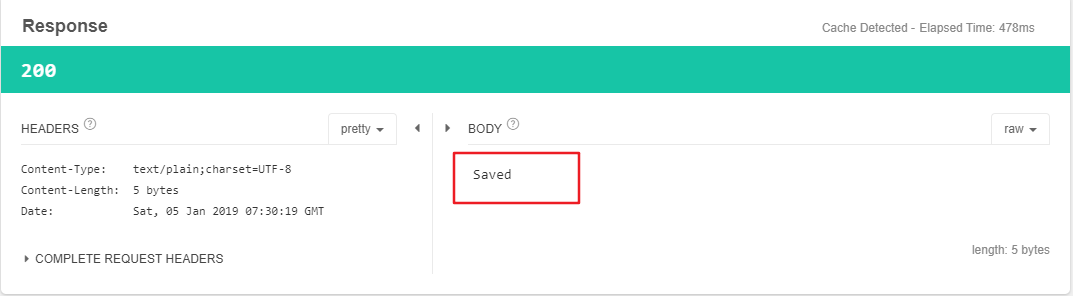 Response
Cache Detected - Elapsed Time: 478ms
200
HEADERS ?
pretty
BODY ?
raw
Content-Type: text/plain;charset=UTF-8
Content-Length: 5 bytes
Date: Sat, 05 Jan 2019 07:30:19 GMT
Saved
COMPLETE REQUEST HEADERS
length: 5 bytes